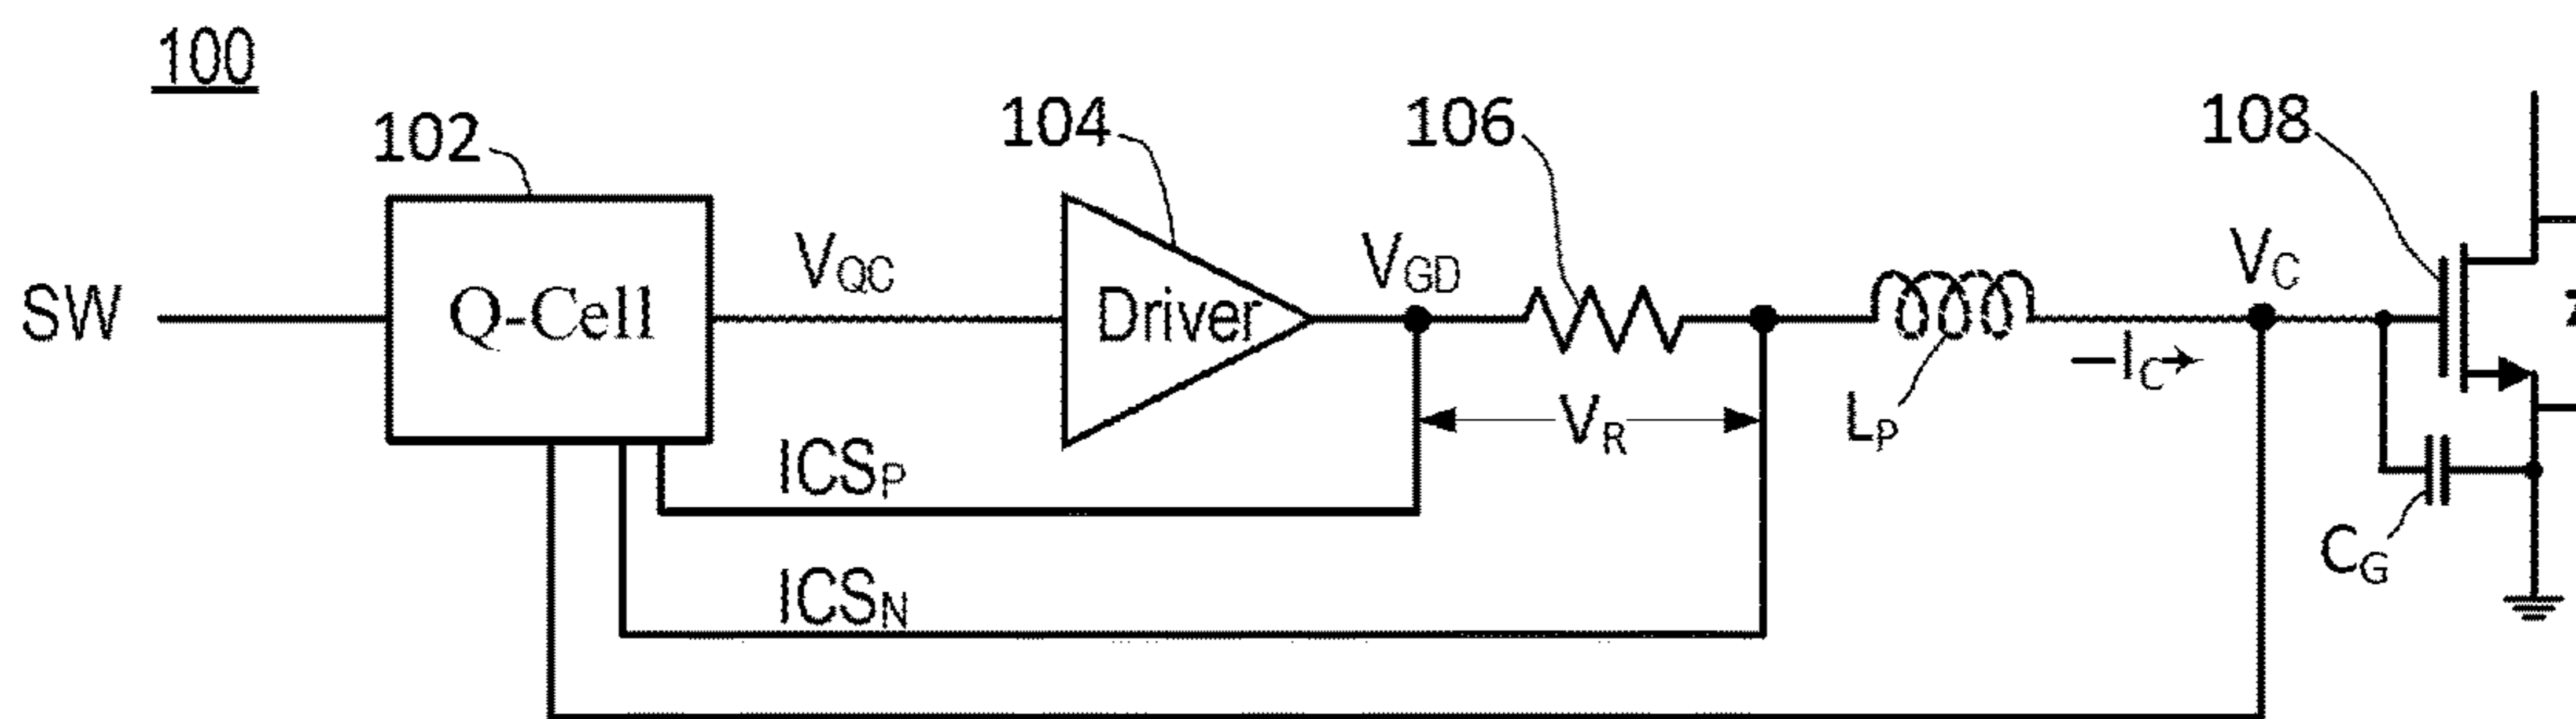 100
102
104
106
108
SW
Q-Cell
VQC
Driver
VGD
VR
LP
–IC→
VC
CG
ICSP
ICSN